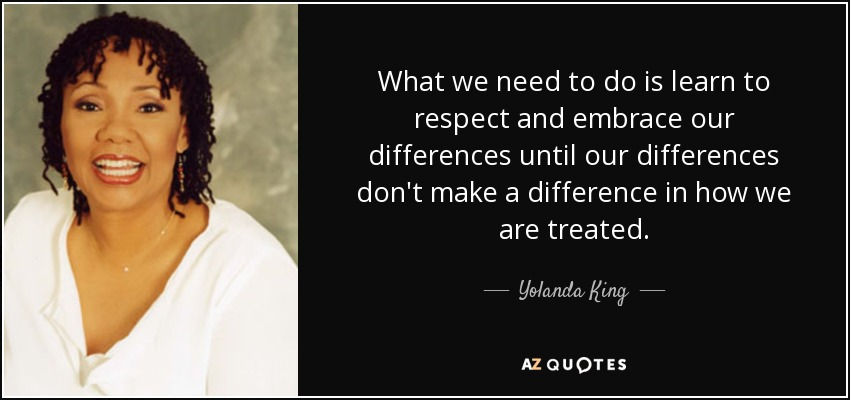 What we need to do is learn to
respect and embrace our
differences until our differences
don't make a difference in how we
are treated.
Yolanda King
AZ QUOTES